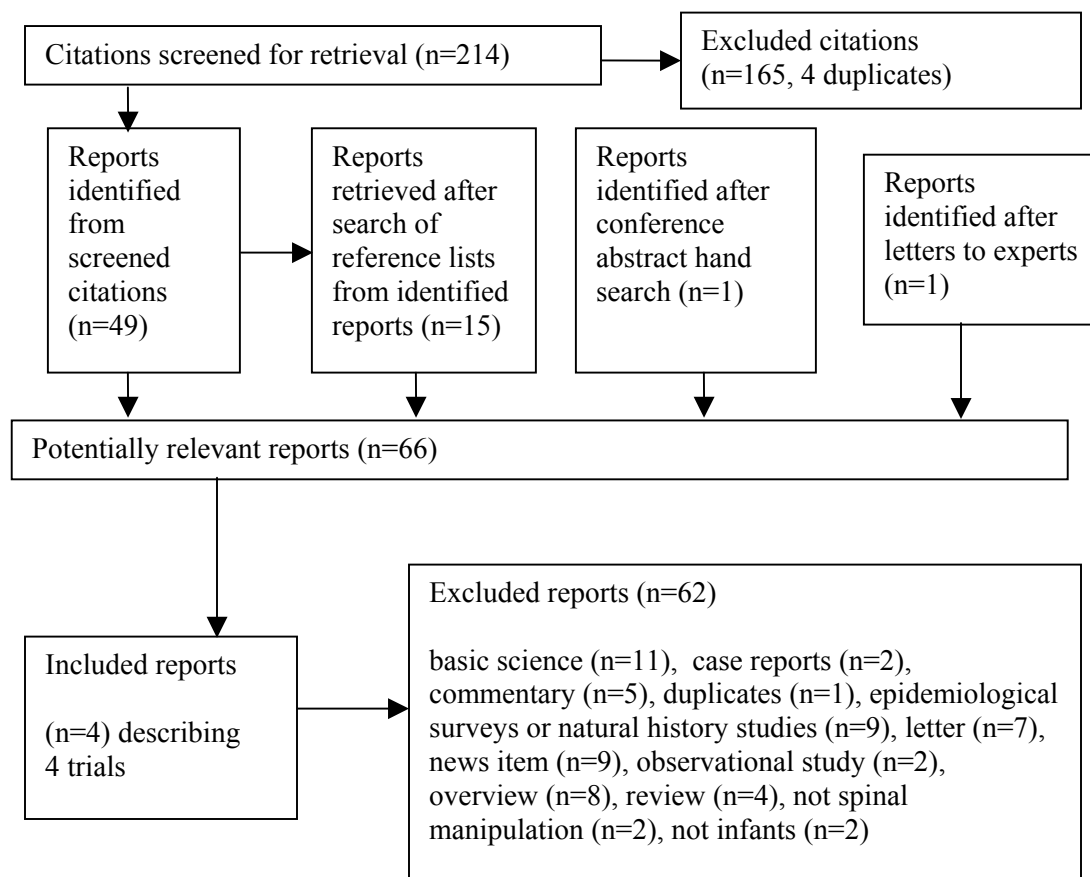 Citations screened for retrieval (n=214)
Excluded citations
(n=165, 4 duplicates)
Reports
identified
from
screened
citations
(n=49)
Reports
retrieved after
search of
reference lists
from identified
reports (n=15)
Reports
identified after
conference
abstract hand
search (n=1)
Reports
identified after
letters to experts
(n=1)
Potentially relevant reports (n=66)
Included reports
(n=4) describing
4 trials
Excluded reports (n=62)
basic science (n=11),  case reports (n=2),
commentary (n=5), duplicates (n=1), epidemiological
surveys or natural history studies (n=9), letter (n=7),
news item (n=9), observational study (n=2),
overview (n=8), review (n=4), not spinal
manipulation (n=2), not infants (n=2)